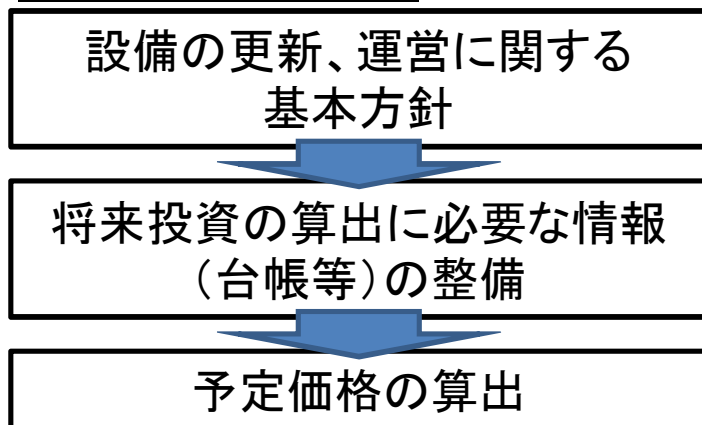 設備の更新、運営に関する
基本方針
将来投資の算出に必要な情報
（台帳等）の整備
予定価格の算出